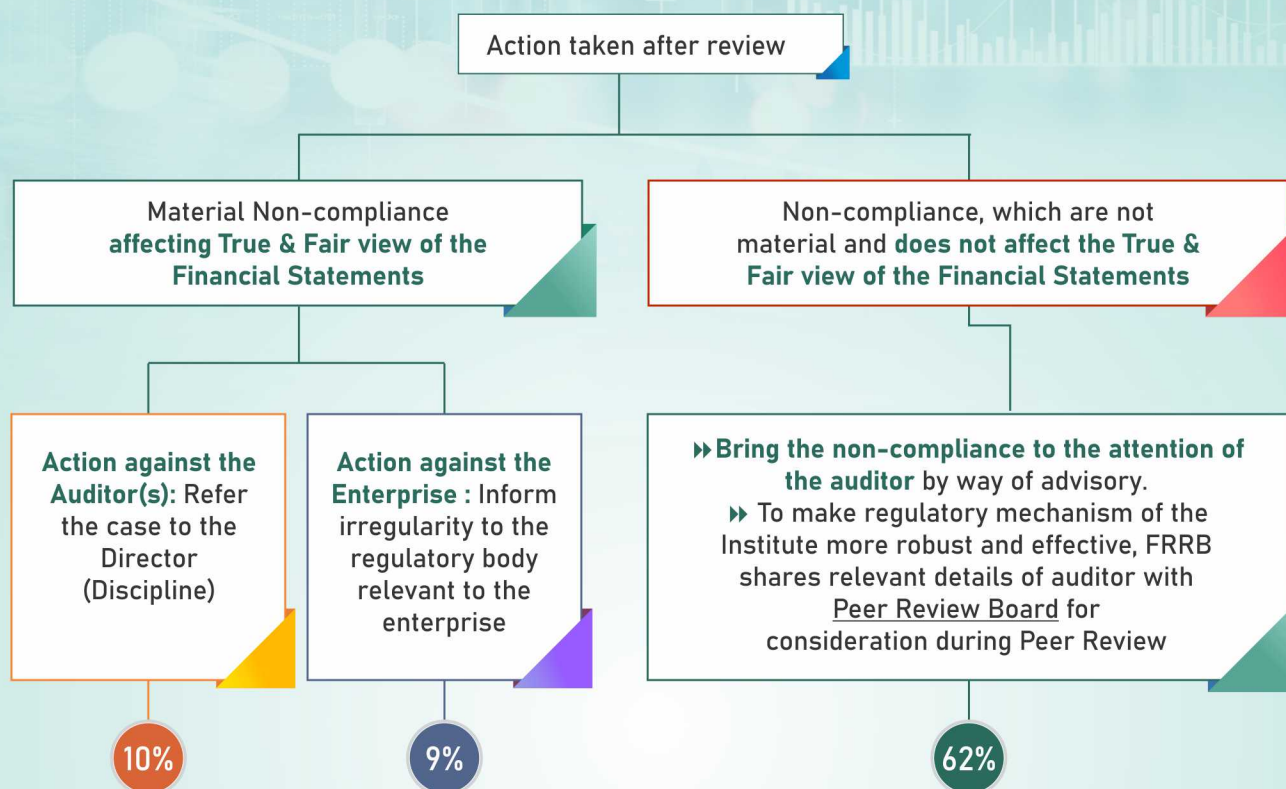 Action taken after review
Material Non-compliance
affecting True & Fair view of the
Financial Statements
Non-compliance, which are not
material and does not affect the True &
Fair view of the Financial Statements
Action against the
Auditor(s): Refer
the case to the
Director
(Discipline)
Action against the
Enterprise : Inform
irregularity to the
regulatory body
relevant to the
enterprise
Bring the non-compliance to the attention of
the auditor by way of advisory.
To make regulatory mechanism of the
Institute more robust and effective, FRRB
shares relevant details of auditor with
Peer Review Board for
consideration during Peer Review
10%
9%
62%